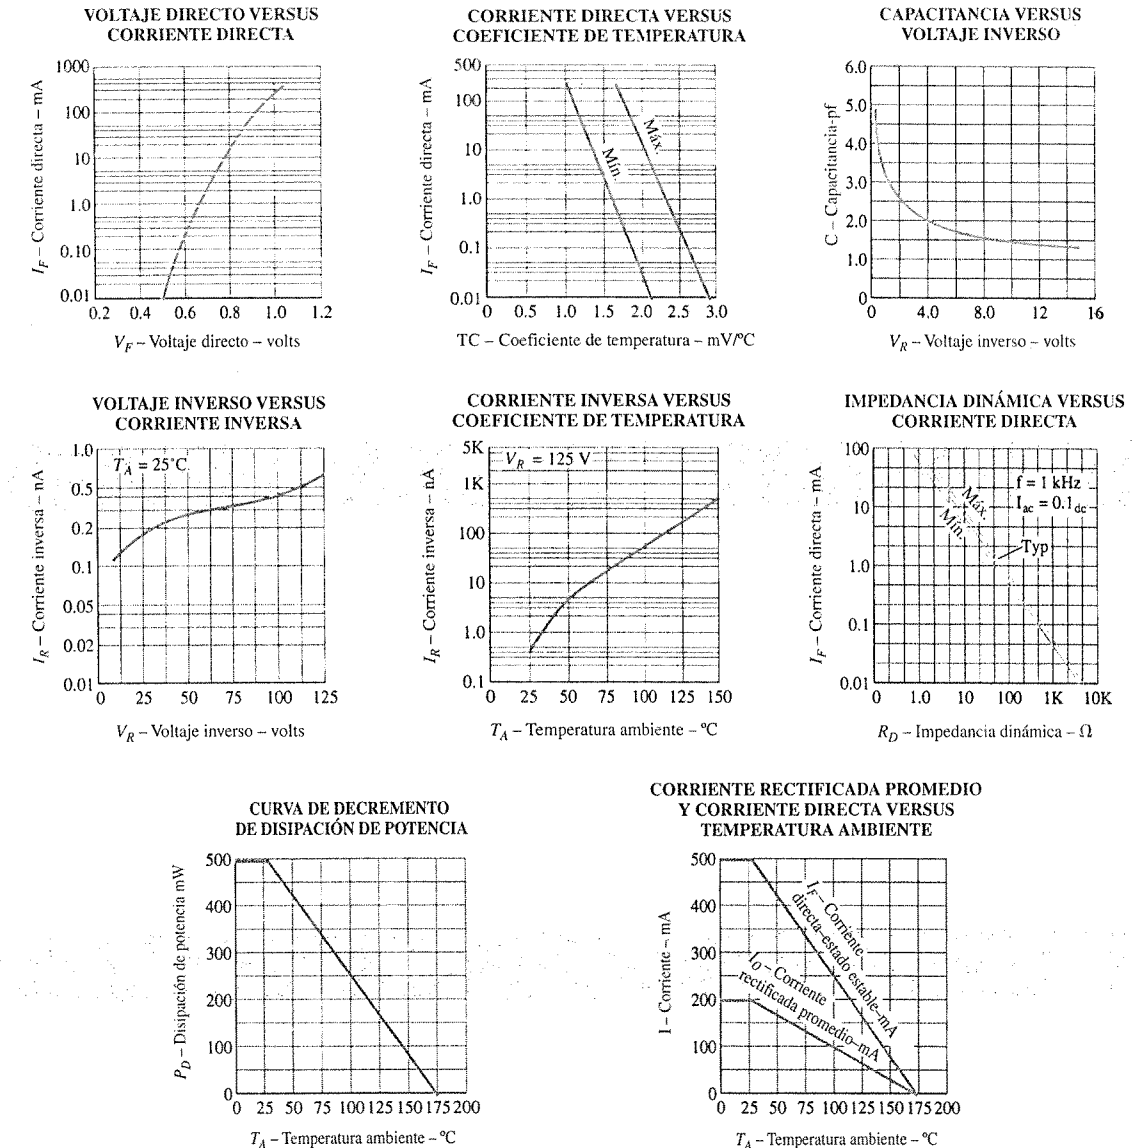 VOLTAJE DIRECTO VERSUS
CORRIENTE DIRECTA
1000
100
10
1.0
0.10
0.01
0.2 0.4 0.6 0.8 1.0 1.2
I_F – Corriente directa – mA
V_F – Voltaje directo – volts
CORRIENTE DIRECTA VERSUS
COEFICIENTE DE TEMPERATURA
500
100
10
1.0
0.1
0.01
0 0.5 1.0 1.5 2.0 2.5 3.0
Mín.
Máx.
I_F – Corriente directa – mA
TC – Coeficiente de temperatura – mV/ºC
CAPACITANCIA VERSUS
VOLTAJE INVERSO
6.0
5.0
4.0
3.0
2.0
1.0
0
0 4.0 8.0 12 16
C – Capacitancia-pf
V_R – Voltaje inverso – volts
VOLTAJE INVERSO VERSUS
CORRIENTE INVERSA
T_A = 25°C
1.0
0.5
0.2
0.1
0.05
0.02
0.01
0 25 50 75 100 125
I_R – Corriente inversa – nA
V_R – Voltaje inverso – volts
CORRIENTE INVERSA VERSUS
COEFICIENTE DE TEMPERATURA
V_R = 125 V
5K
1K
100
10
1.0
0.1
0 25 50 75 100 125 150
I_R – Corriente inversa – nA
T_A – Temperatura ambiente – ºC
IMPEDANCIA DINÁMICA VERSUS
CORRIENTE DIRECTA
f = 1 kHz
I_ac = 0.1_dc
Máx.
Mín.
Typ
100
10
1.0
0.1
0.01
0 1.0 10 100 1K 10K
I_F – Corriente directa – mA
R_D – Impedancia dinámica – Ω
CURVA DE DECREMENTO
DE DISIPACIÓN DE POTENCIA
500
400
300
200
100
0
0 25 50 75 100 125 150 175 200
P_D – Disipación de potencia mW
T_A – Temperatura ambiente – ºC
CORRIENTE RECTIFICADA PROMEDIO
Y CORRIENTE DIRECTA VERSUS
TEMPERATURA AMBIENTE
500
400
300
200
100
0
0 25 50 75 100 125 150 175 200
I_F – Corriente
directa–estado estable–mA
I_O – Corriente
rectificada promedio–mA
I – Corriente – mA
T_A – Temperatura ambiente – ºC